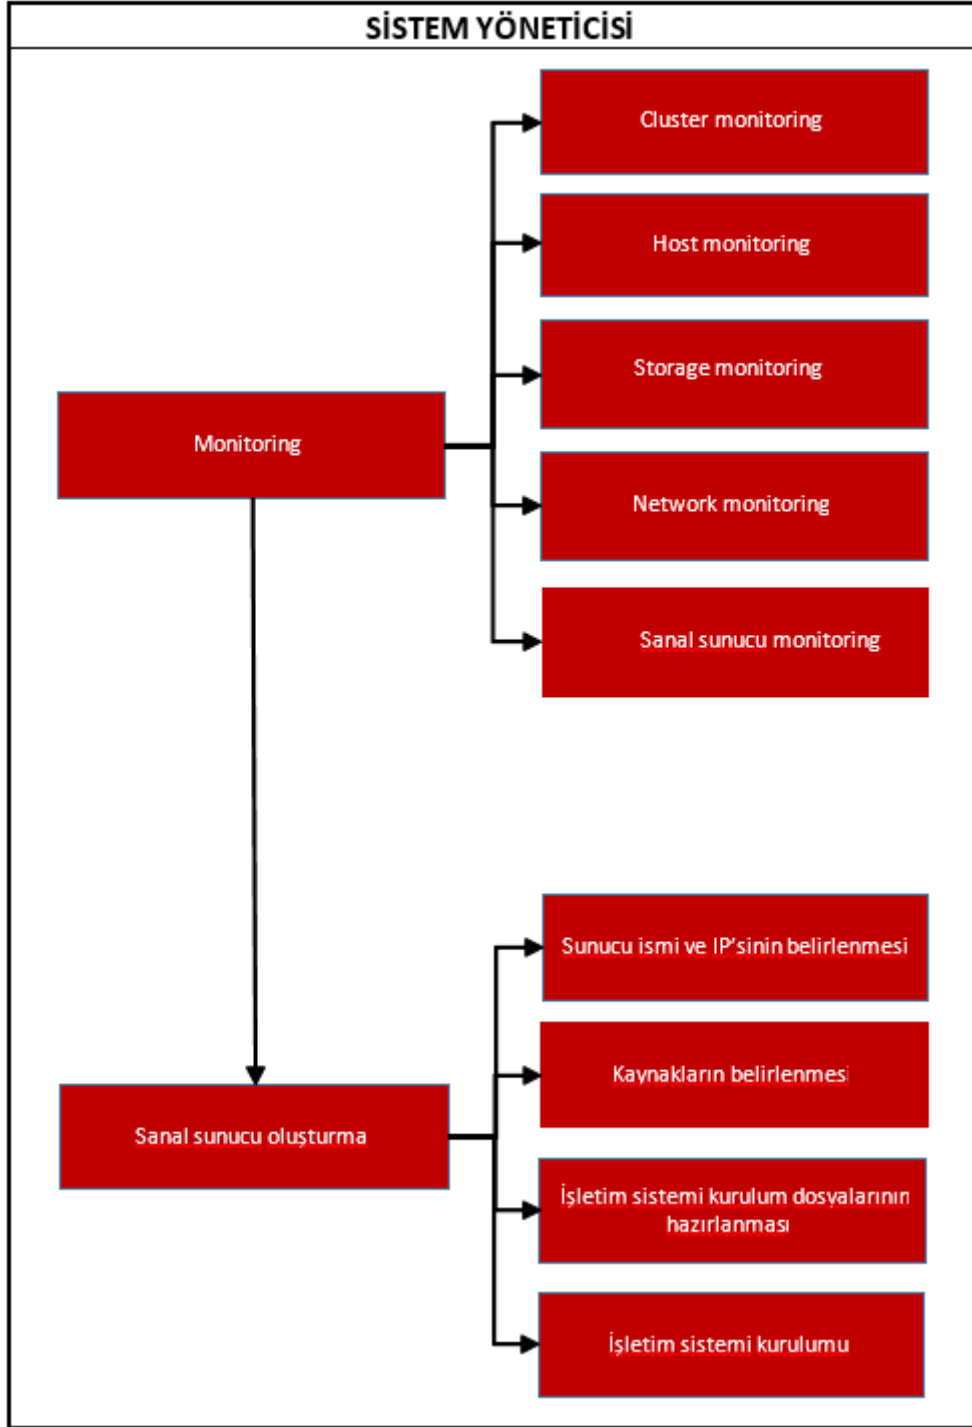 SİSTEM YÖNETİCİSİ
Cluster monitoring
Host monitoring
Storage monitoring
Monitoring
Network monitoring
Sanal sunucu monitoring
Sunucu ismi ve IP'sinin belirlenmesi
Kaynakların belirlenmesi
Sanal sunucu oluşturma
İşletim sistemi kurulum dosyalarının
hazırlanması
İşletim sistemi kurulumu